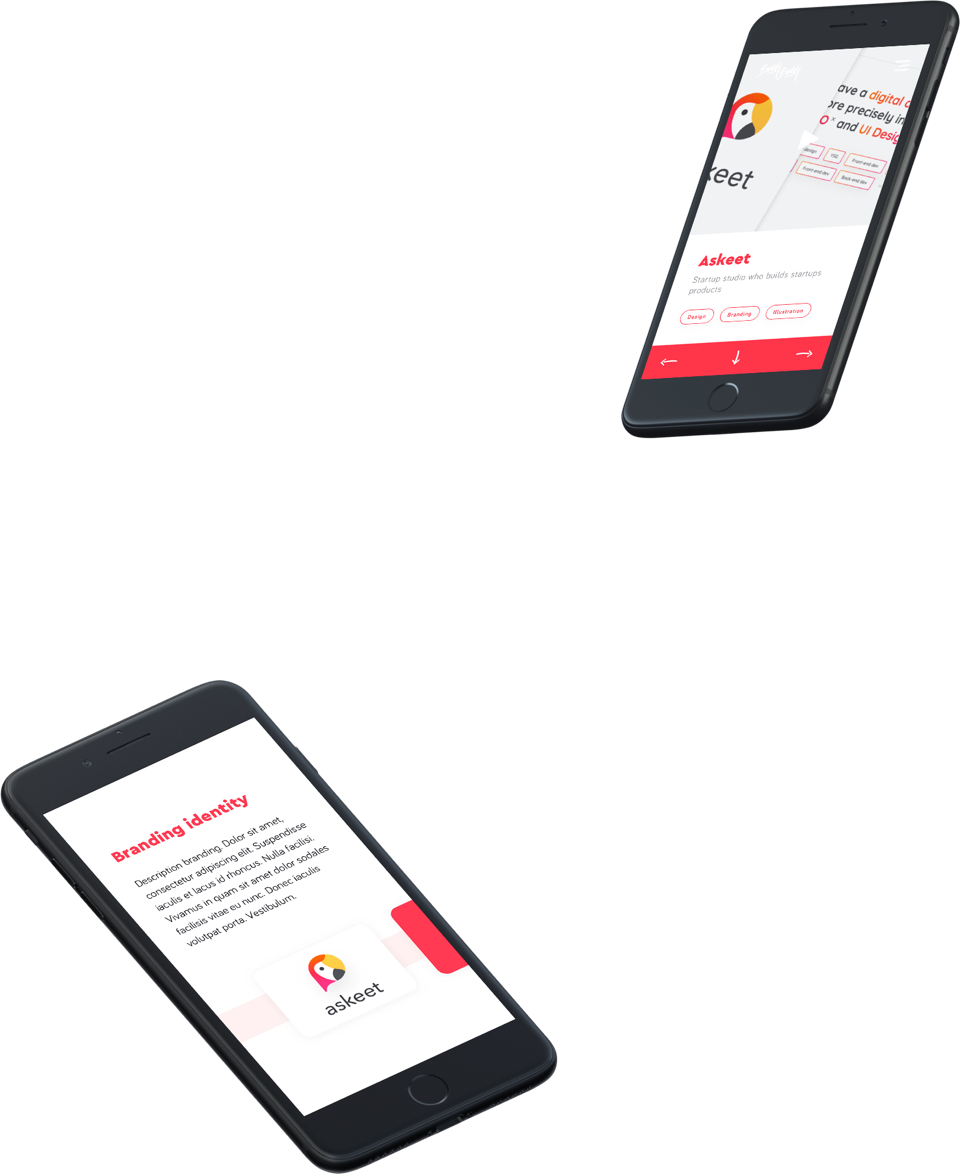 ave a digital
ore precisely in
O × and UI Desig
design
YSG
Front-end dev
Front-end dev
Back-end dev
keet
Askeet
Startup studio who builds startups
products
Design
Branding
Illustration
Branding identity
Description branding. Dolor sit amet,
consectetur adipiscing elit. Suspendisse
iaculis et lacus id rhoncus. Nulla facilisi.
Vivamus in quam sit amet dolor sodales
facilisis vitae eu nunc. Donec iaculis
volutpat porta. Vestibulum.
askeet